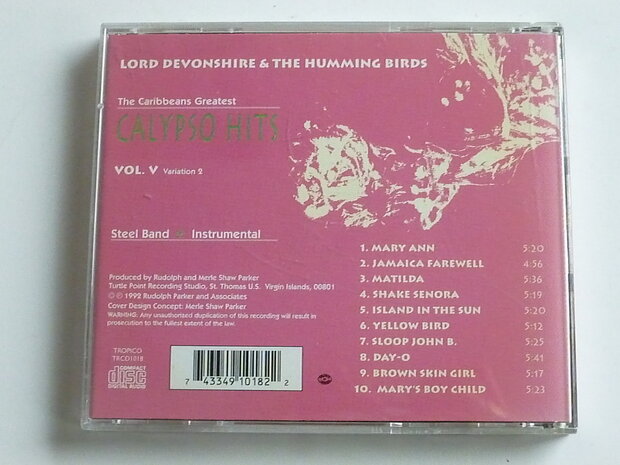 LORD DEVONSHIRE & THE HUMMING BIRDS
The Caribbeans Greatest
CALYPSO HITS
VOL. V Variation 2
Steel Band Instrumental
1. MARY ANN 5:20
2. JAMAICA FAREWELL 4:56
3. MATILDA 5:36
4. SHAKE SENORA 5:19
5. ISLAND IN THE SUN 5:20
6. YELLOW BIRD 5:12
7. SLOOP JOHN B. 5:25
8. DAY-O 5:41
9. BROWN SKIN GIRL 5:17
10. MARY'S BOY CHILD 5:23
Produced by Rudolph and Merle Shaw Parker
Turtle Point Recording Studio, St. Thomas U.S. Virgin Islands, 00801
© ℗ 1992 Rudolph Parker and Associates
Cover Design Concept: Merle Shaw Parker
WARNING: Any unauthorized duplication of this recording will result in
prosecution to the fullest extent of the law.
TROPICO
TRCD1018
COMPACT
disc
DIGITAL AUDIO
7 43349 10182 2